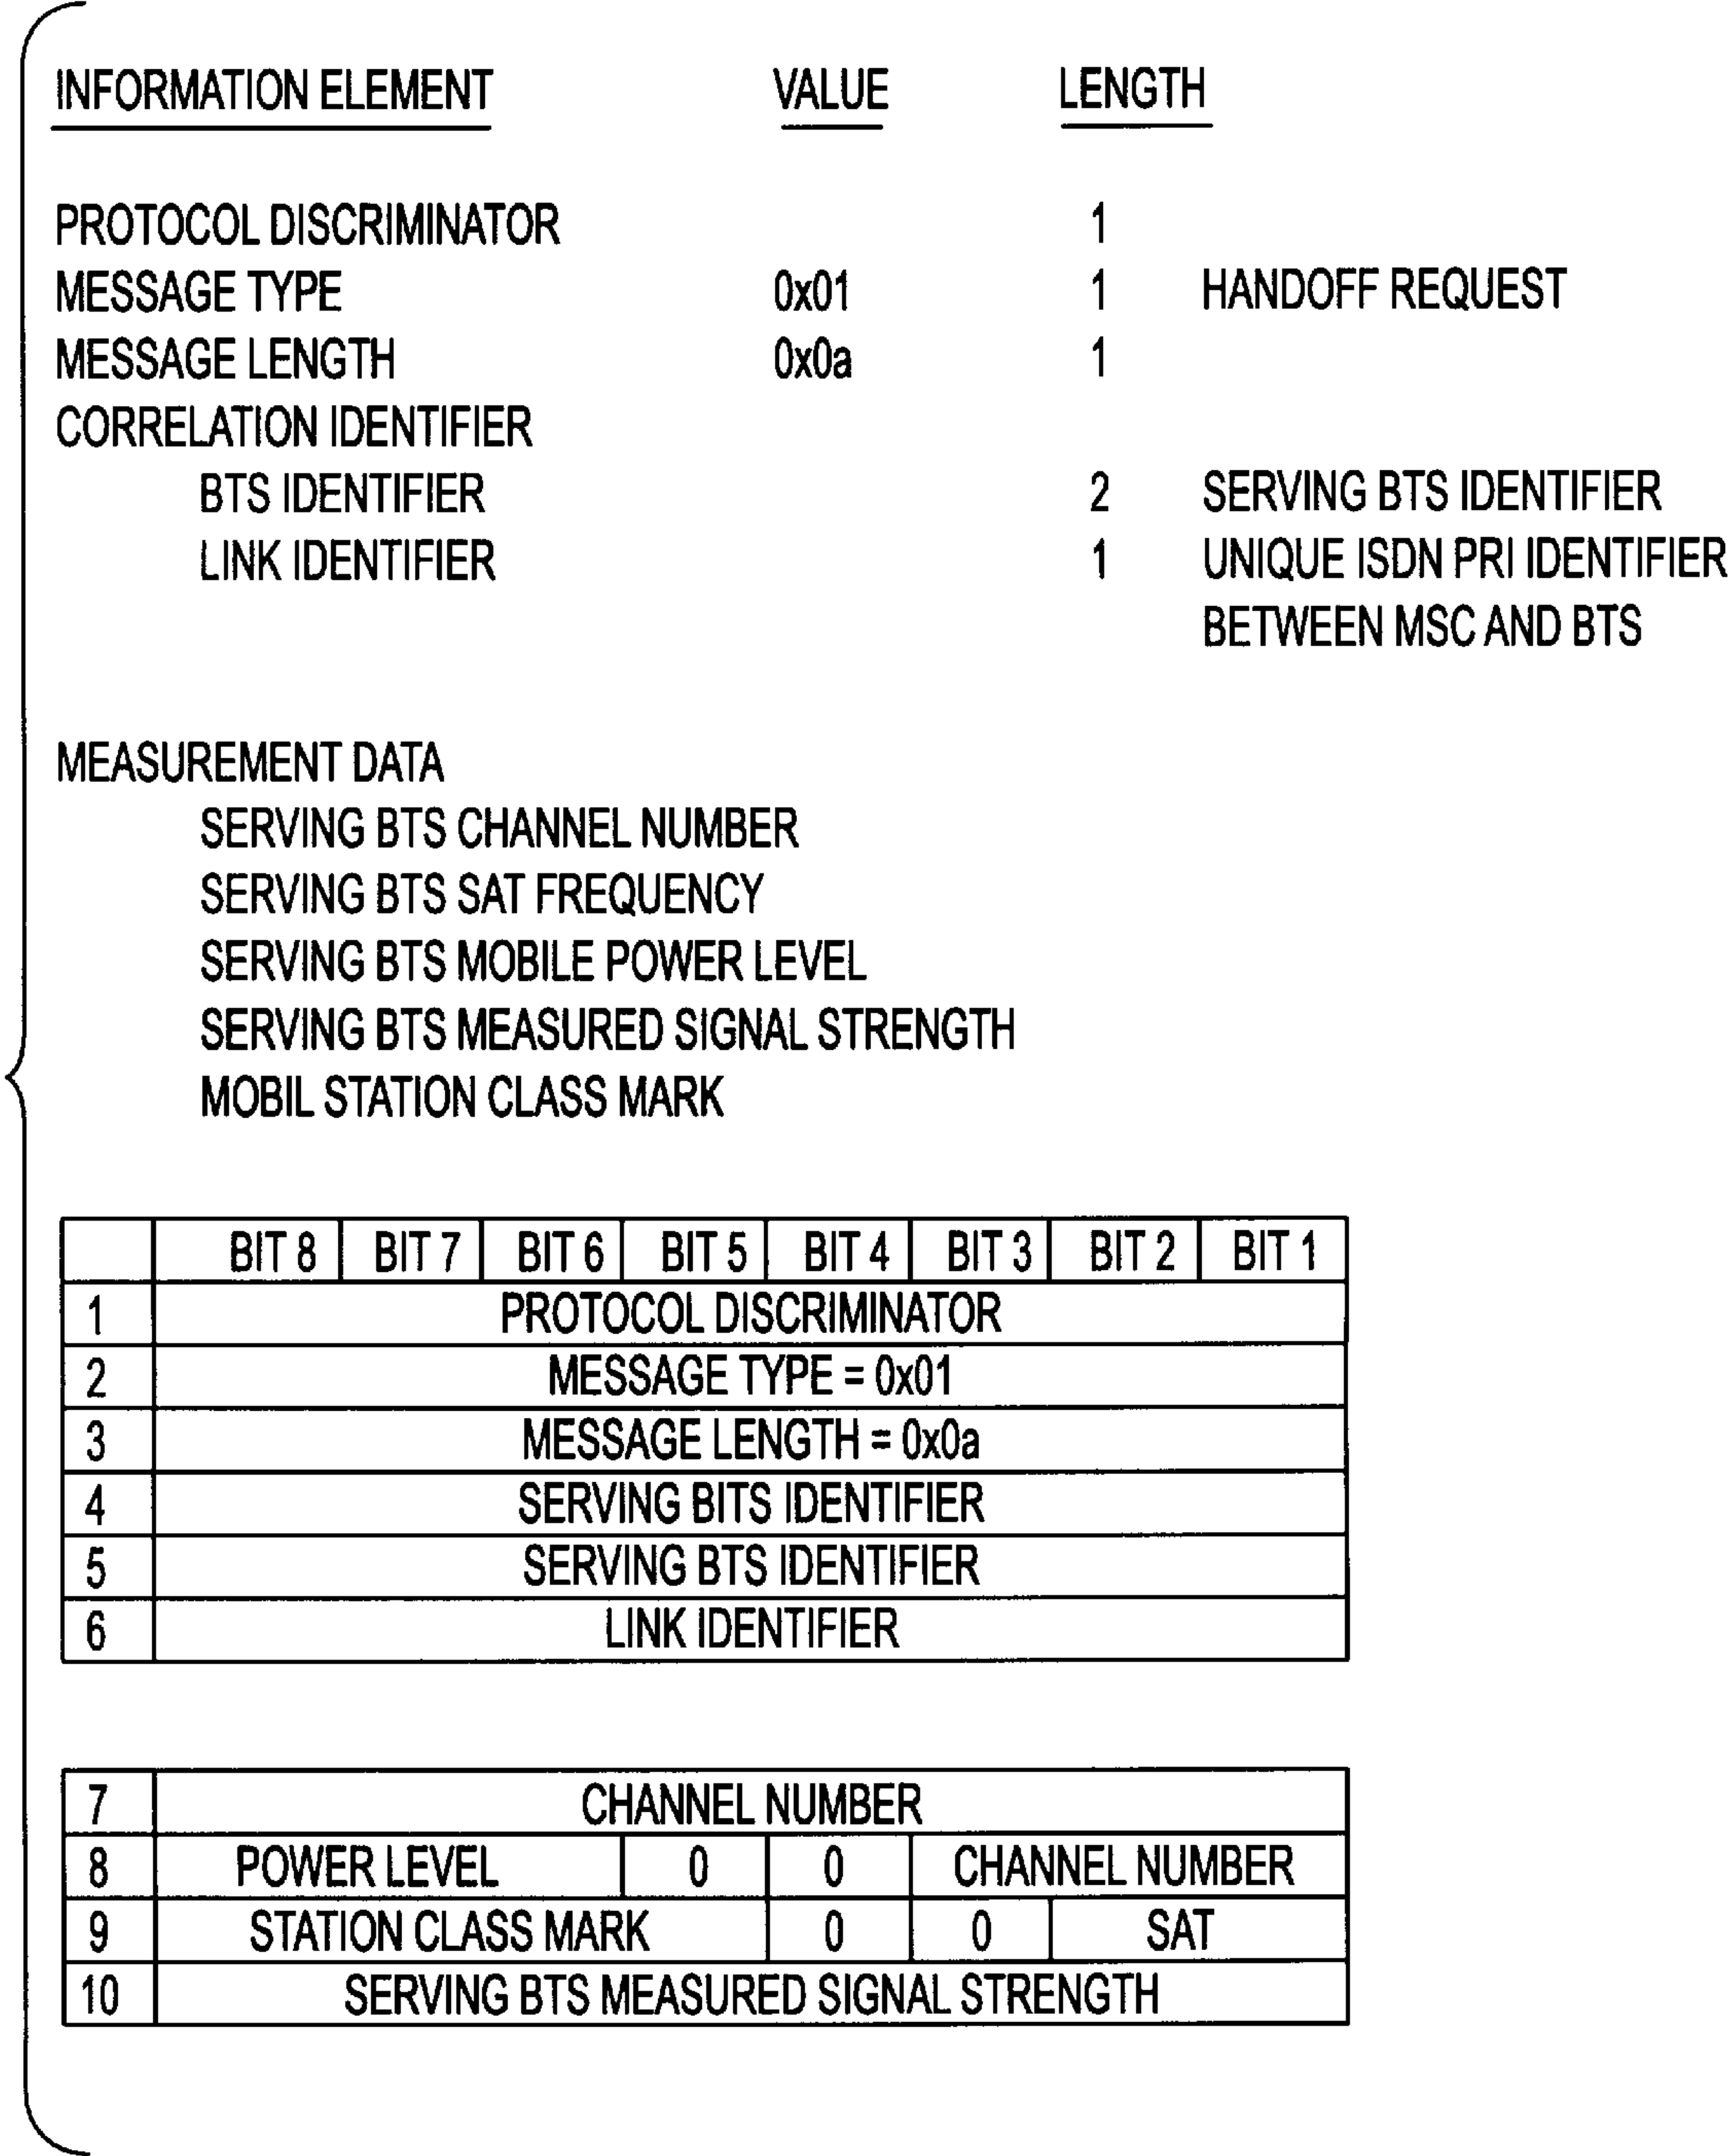 INFORMATION ELEMENT VALUE LENGTH
PROTOCOL DISCRIMINATOR 1
MESSAGE TYPE 0x01 1 HANDOFF REQUEST
MESSAGE LENGTH 0x0a 1
CORRELATION IDENTIFIER
BTS IDENTIFIER 2 SERVING BTS IDENTIFIER
LINK IDENTIFIER 1 UNIQUE ISDN PRI IDENTIFIER
BETWEEN MSC AND BTS
MEASUREMENT DATA
SERVING BTS CHANNEL NUMBER
SERVING BTS SAT FREQUENCY
SERVING BTS MOBILE POWER LEVEL
SERVING BTS MEASURED SIGNAL STRENGTH
MOBIL STATION CLASS MARK
BIT 8 BIT 7 BIT 6 BIT 5 BIT 4 BIT 3 BIT 2 BIT 1
1 PROTOCOL DISCRIMINATOR
2 MESSAGE TYPE = 0x01
3 MESSAGE LENGTH = 0x0a
4 SERVING BITS IDENTIFIER
5 SERVING BTS IDENTIFIER
6 LINK IDENTIFIER
7 CHANNEL NUMBER
8 POWER LEVEL 0 0 CHANNEL NUMBER
9 STATION CLASS MARK 0 0 SAT
10 SERVING BTS MEASURED SIGNAL STRENGTH